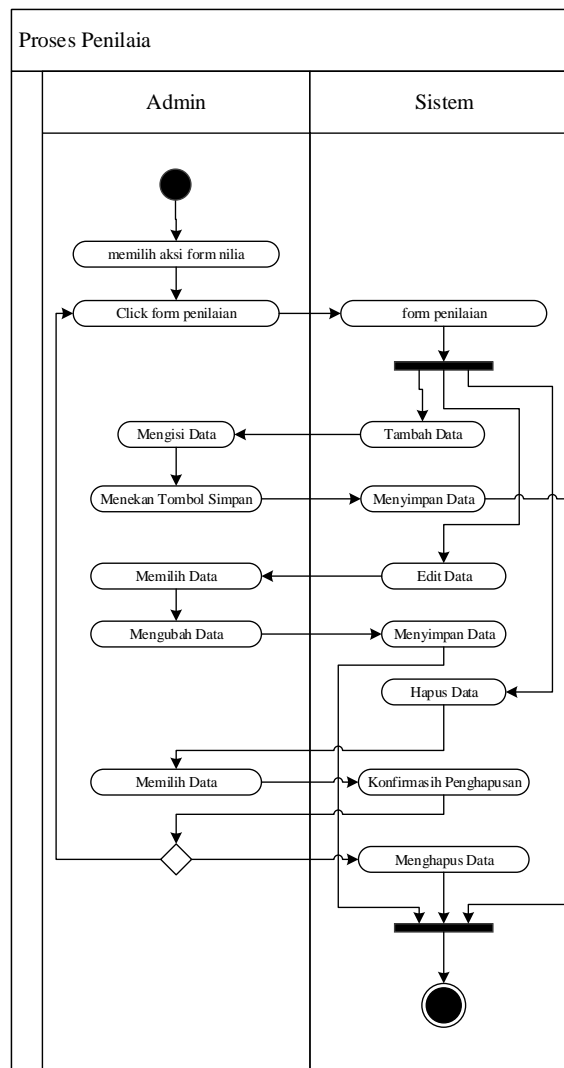 Proses Penilaia
Admin
Sistem
memilih aksi form nilia
Click form penilaian
form penilaian
Mengisi Data
Tambah Data
Menekan Tombol Simpan
Menyimpan Data
Memilih Data
Edit Data
Mengubah Data
Menyimpan Data
Hapus Data
Memilih Data
Konfirmasih Penghapusan
Menghapus Data